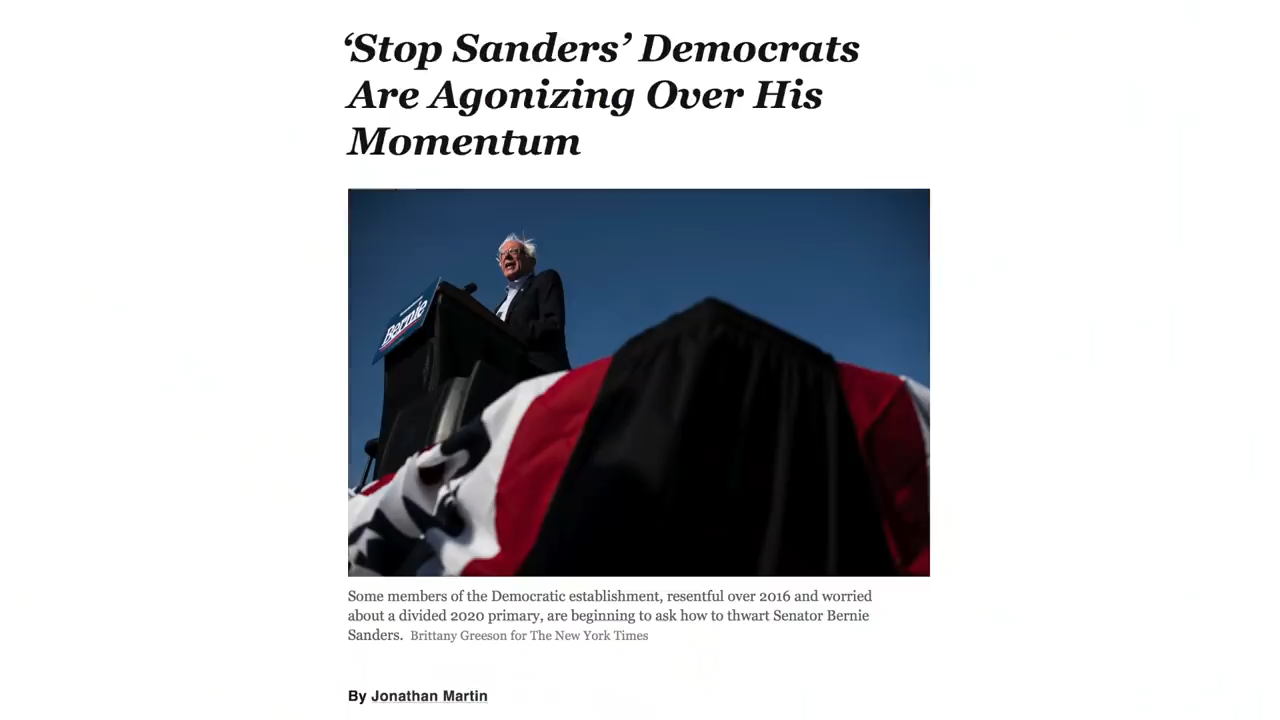 ‘Stop Sanders’ Democrats
Are Agonizing Over His
Momentum
Bernie
Some members of the Democratic establishment, resentful over 2016 and worried
about a divided 2020 primary, are beginning to ask how to thwart Senator Bernie
Sanders. Brittany Greeson for The New York Times
By Jonathan Martin